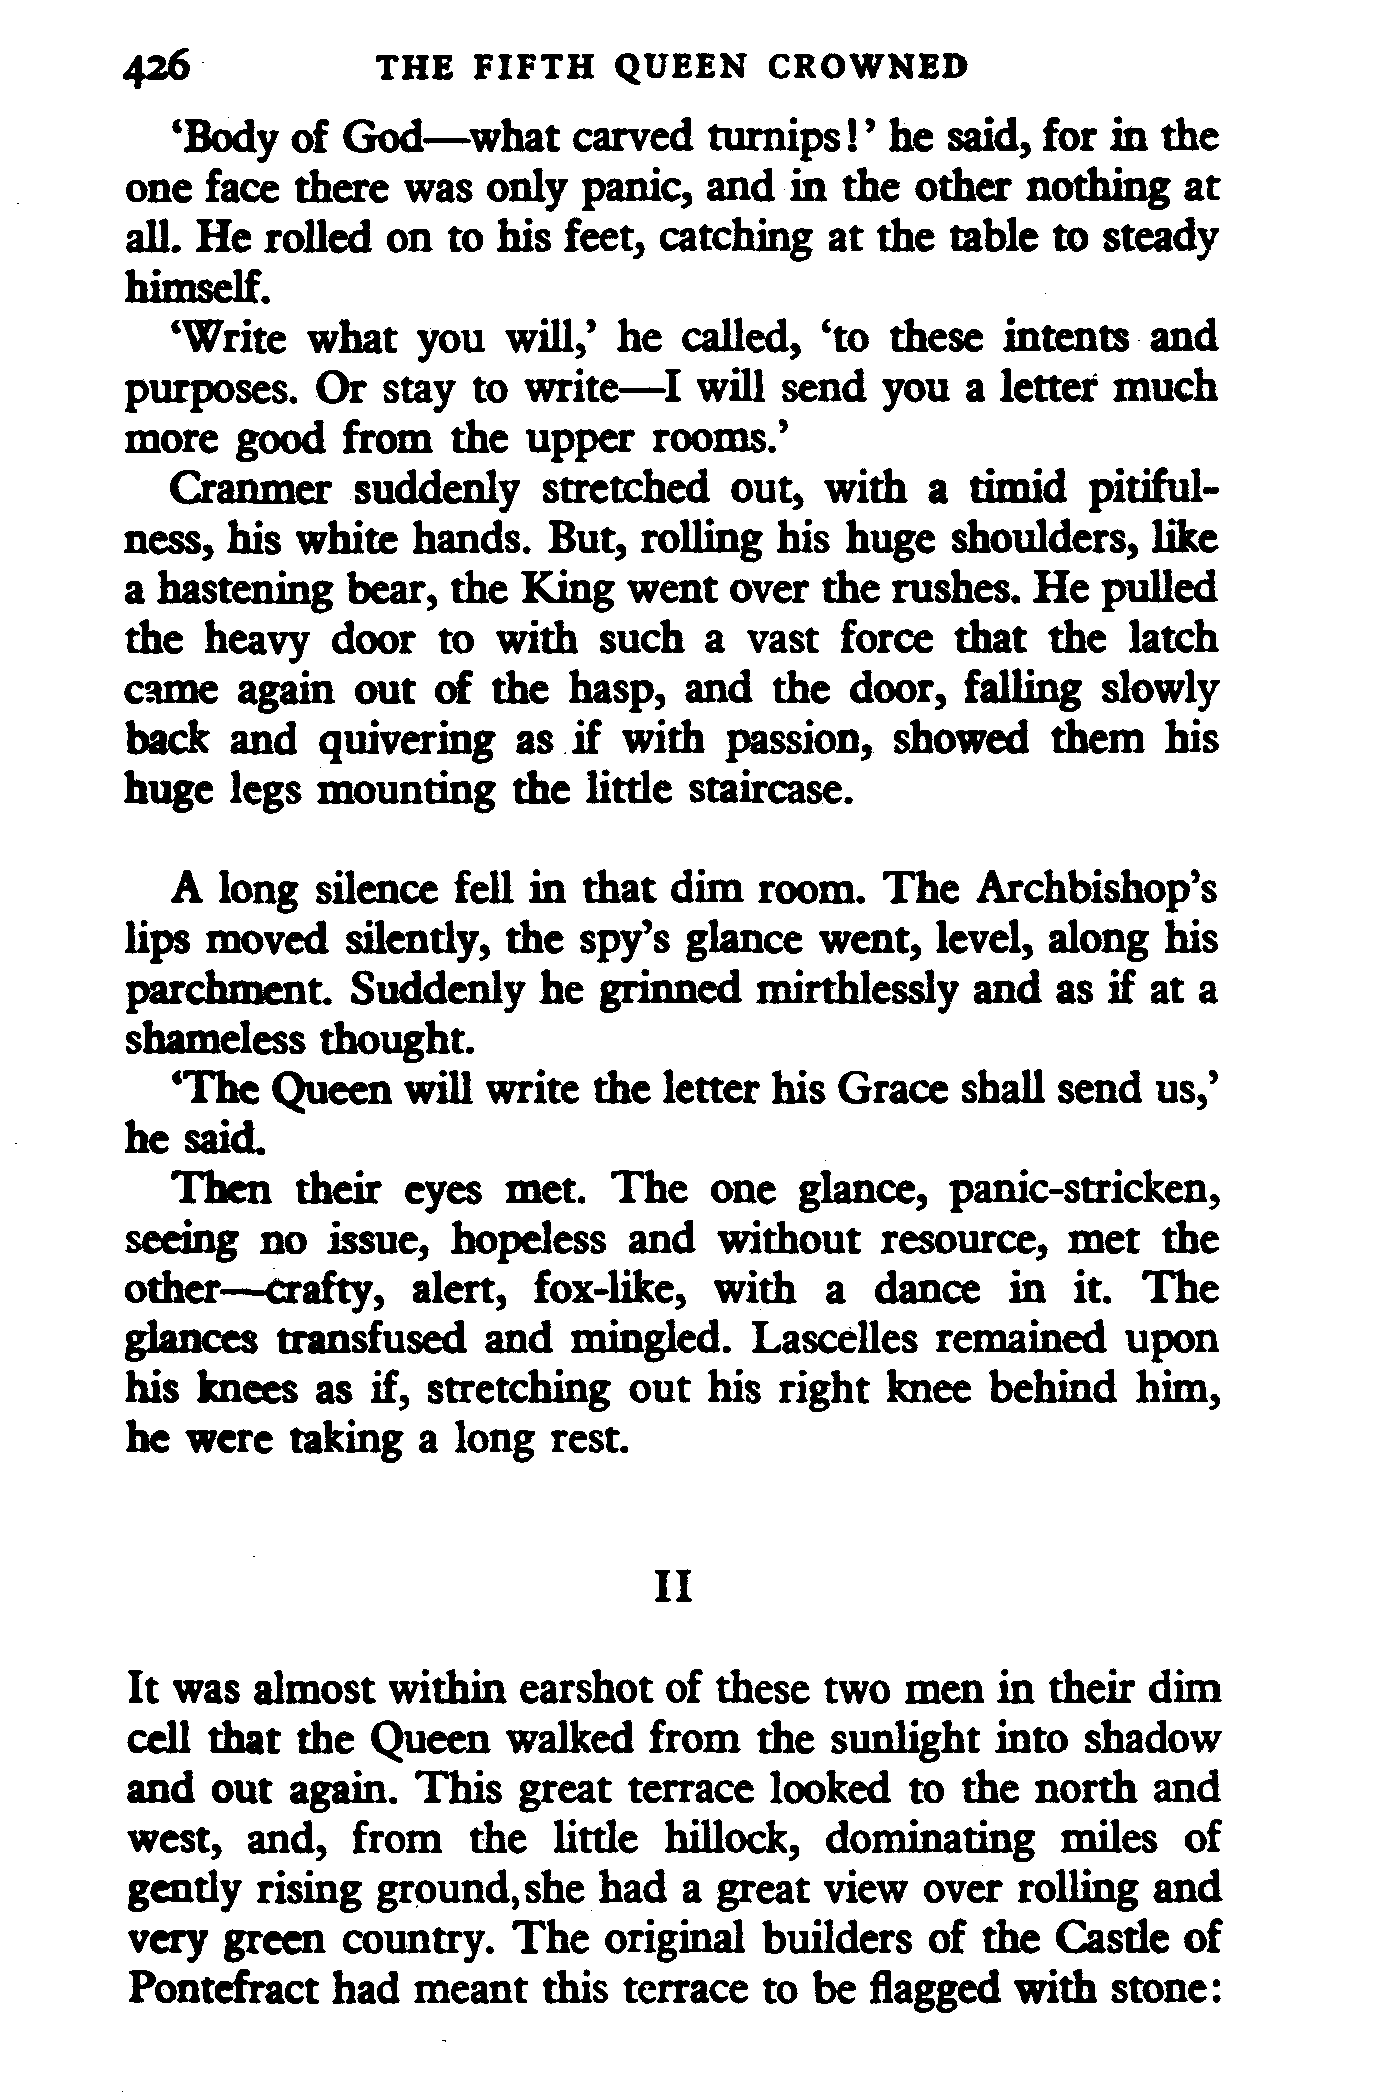 426 THE FIFTH QUEEN CROWNED
‘Body of God—what carved turnips!’ he said, for in the
one face there was only panic, and in the other nothing at
all. He rolled on to his feet, catching at the table to steady
himself.
‘Write what you will,’ he called, ‘to these intents and
purposes. Or stay to write—I will send you a letter much
more good from the upper rooms.’
Cranmer suddenly stretched out, with a timid pitiful-
ness, his white hands. But, rolling his huge shoulders, like
a hastening bear, the King went over the rushes. He pulled
the heavy door to with such a vast force that the latch
came again out of the hasp, and the door, falling slowly
back and quivering as if with passion, showed them his
huge legs mounting the little staircase.
A long silence fell in that dim room. The Archbishop’s
lips moved silently, the spy’s glance went, level, along his
parchment. Suddenly he grinned mirthlessly and as if at a
shameless thought.
‘The Queen will write the letter his Grace shall send us,’
he said.
Then their eyes met. The one glance, panic-stricken,
seeing no issue, hopeless and without resource, met the
other—crafty, alert, fox-like, with a dance in it. The
glances transfused and mingled. Lascelles remained upon
his knees as if, stretching out his right knee behind him,
he were taking a long rest.
II
It was almost within earshot of these two men in their dim
cell that the Queen walked from the sunlight into shadow
and out again. This great terrace looked to the north and
west, and, from the little hillock, dominating miles of
gently rising ground, she had a great view over rolling and
very green country. The original builders of the Castle of
Pontefract had meant this terrace to be flagged with stone: